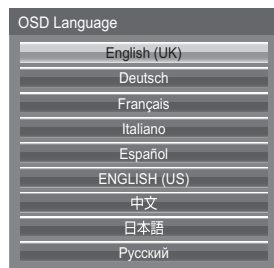 OSD Language
English (UK)
Deutsch
Français
Italiano
Español
ENGLISH (US)
中文
日本語
Русский